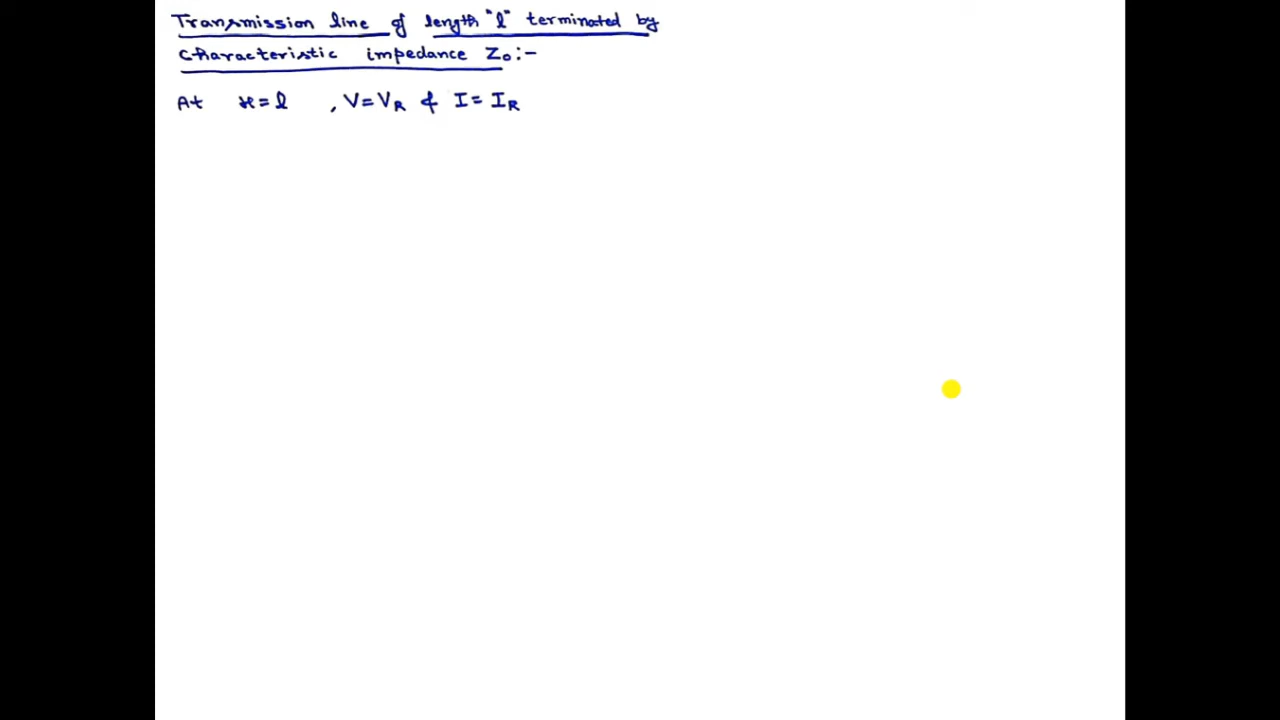 Transmission line of length "l" terminated by
characteristic impedance Z₀:-
At x=l , V=V_R & I=I_R